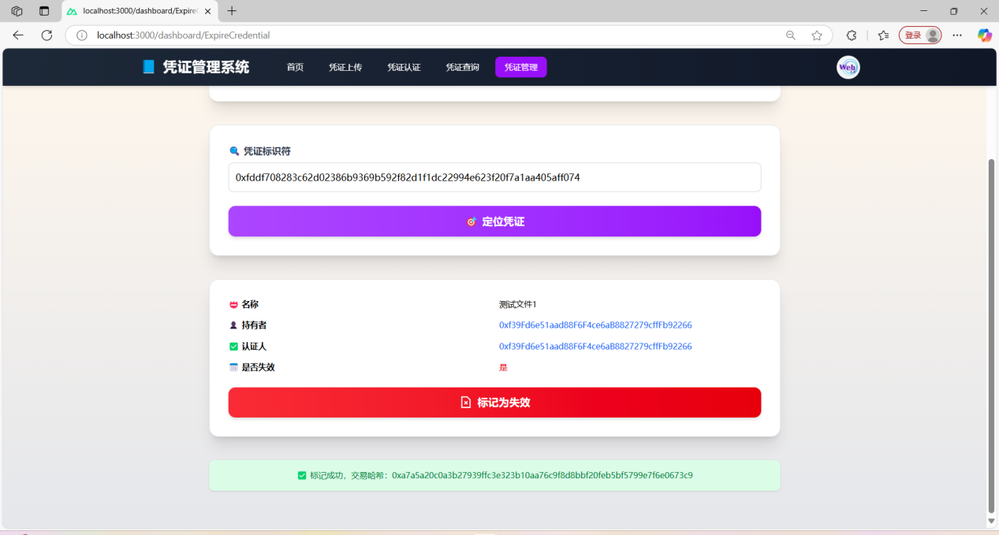 localhost:3000/dashboard/Expire
localhost:3000/dashboard/ExpireCredential
登录
凭证管理系统 首页 凭证上传 凭证认证 凭证查询 凭证管理
Web
凭证标识符
0xfddf708283c62d02386b9369b592f82d1f1dc22994e623f20f7a1aa405aff074
定位凭证
名称 测试文件1
持有者 0xf39Fd6e51aad88F6F4ce6aB8827279cffFb92266
认证人 0xf39Fd6e51aad88F6F4ce6aB8827279cffFb92266
是否失效 是
标记为失效
标记成功，交易哈希：0xa7a5a20c0a3b27939ffc3e323b10aa76c9f8d8bbf20feb5bf5799e7f6e0673c9